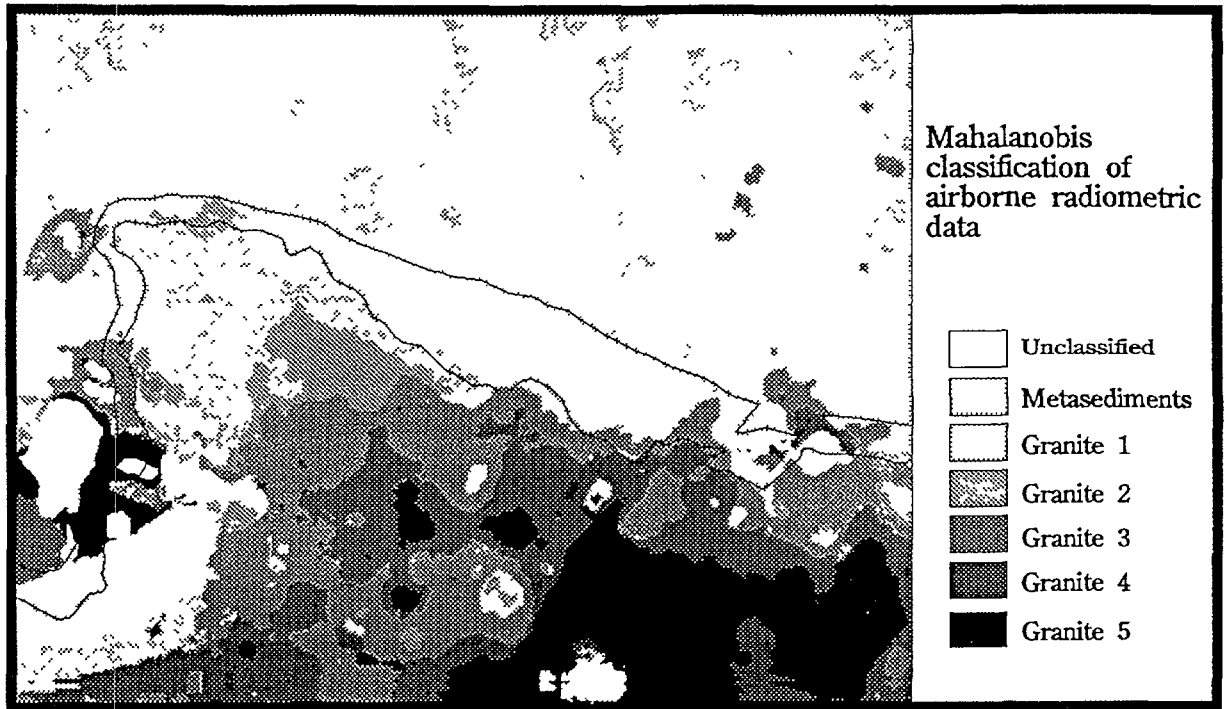 Mahalanobis
classification of
airborne radiometric
data
Unclassified
Metasediments
Granite 1
Granite 2
Granite 3
Granite 4
Granite 5